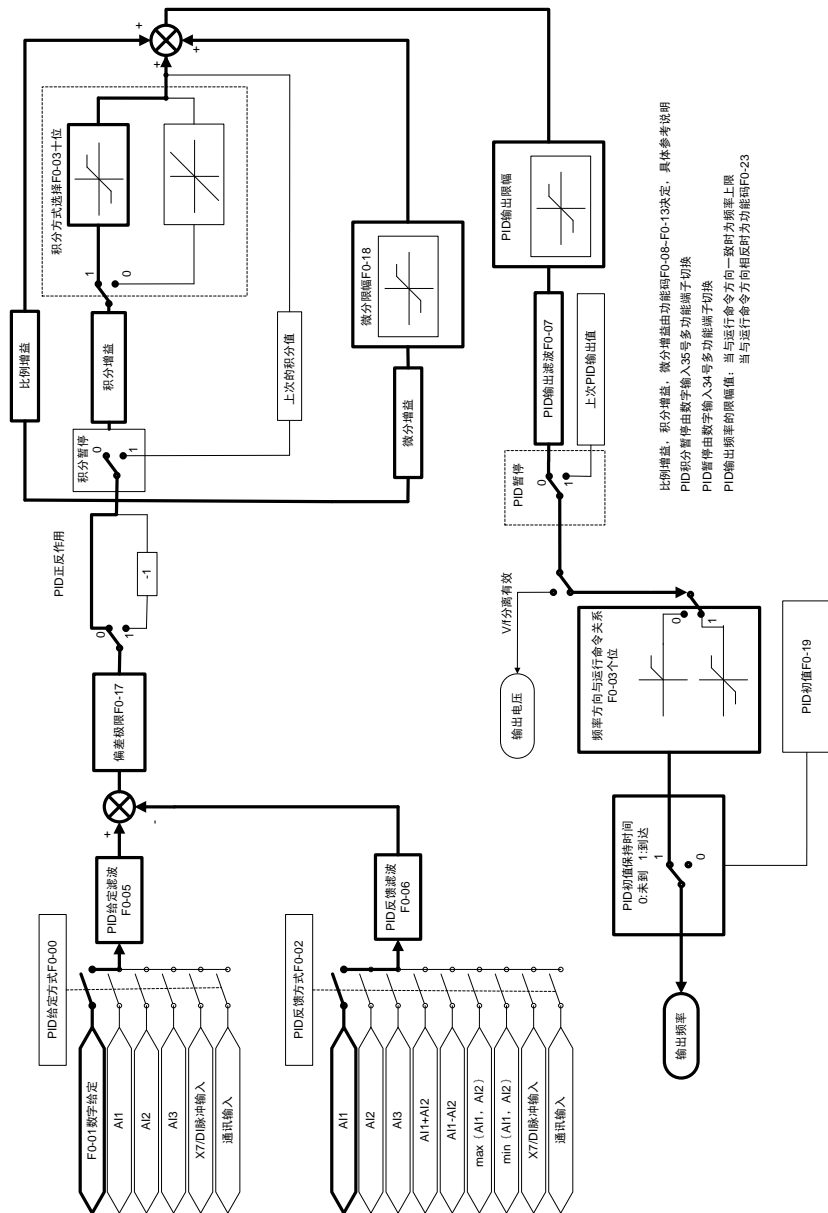 PID给定方式F0-00
F0-01数字给定
AI1
AI2
AI3
X7/DI脉冲输入
通讯输入
PID给定滤波
F0-05
+
-
PID反馈方式F0-02
AI1
AI2
AI3
AI1+AI2
AI1-AI2
max（AI1，AI2）
min（AI1，AI2）
X7/DI脉冲输入
通讯输入
PID反馈滤波
F0-06
偏差极限F0-17
PID正反作用
0
1
-1
积分暂停
0
1
比例增益
积分增益
积分方式选择F0-03十位
1
0
上次的积分值
微分增益
微分限幅F0-18
+
+
+
PID输出限幅
PID输出滤波F0-07
上次PID输出值
PID暂停
0
1
V/f分离有效
输出电压
频率方向与运行命令关系
F0-03个位
0
1
PID初值保持时间
0:未到 1:到达
1
0
PID初值F0-19
输出频率
比例增益，积分增益，微分增益由功能码F0-08~F0-13决定，具体参考说明
PID积分暂停由数字输入35号多功能端子切换
PID暂停由数字输入34号多功能端子切换
PID输出频率的限幅值：当与运行命令方向一致时为频率上限
当与运行命令方向相反时为功能码F0-23